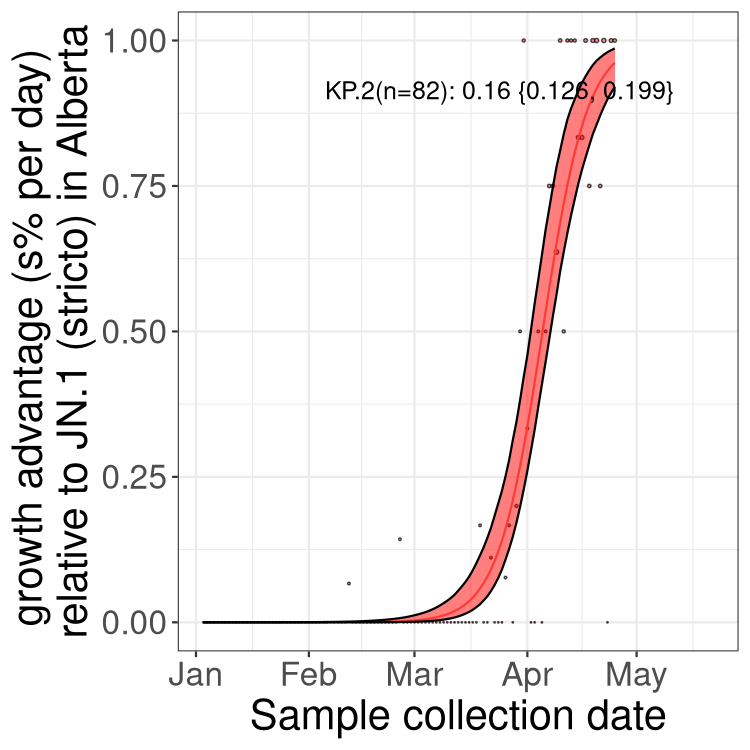 growth advantage (s% per day)
relative to JN.1 (stricto) in Alberta
1.00
0.75
0.50
0.25
0.00
KP.2(n=82): 0.16 {0.126, 0.199}
Jan Feb Mar Apr May
Sample collection date